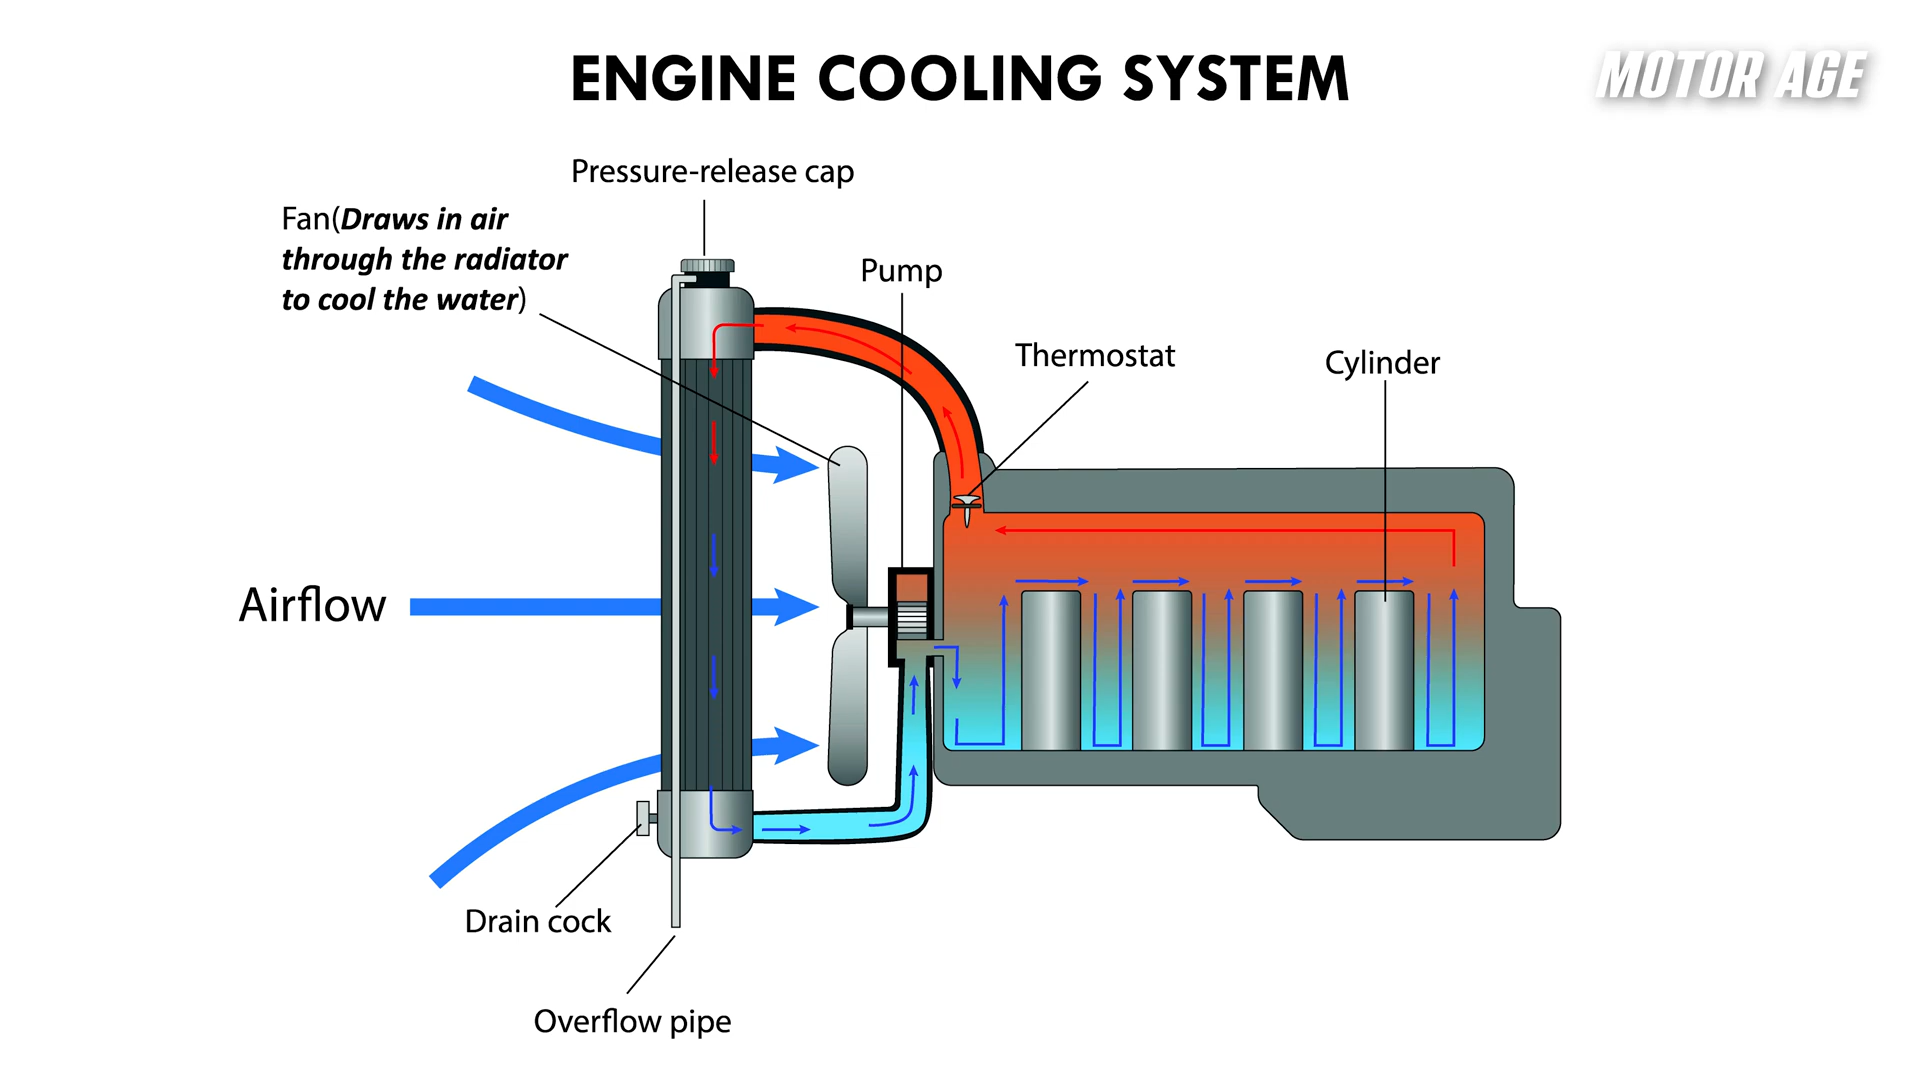 ENGINE COOLING SYSTEM
MOTOR AGE
Pressure-release cap
Fan(Draws in air
through the radiator
to cool the water)
Pump
Thermostat
Cylinder
Airflow
Drain cock
Overflow pipe